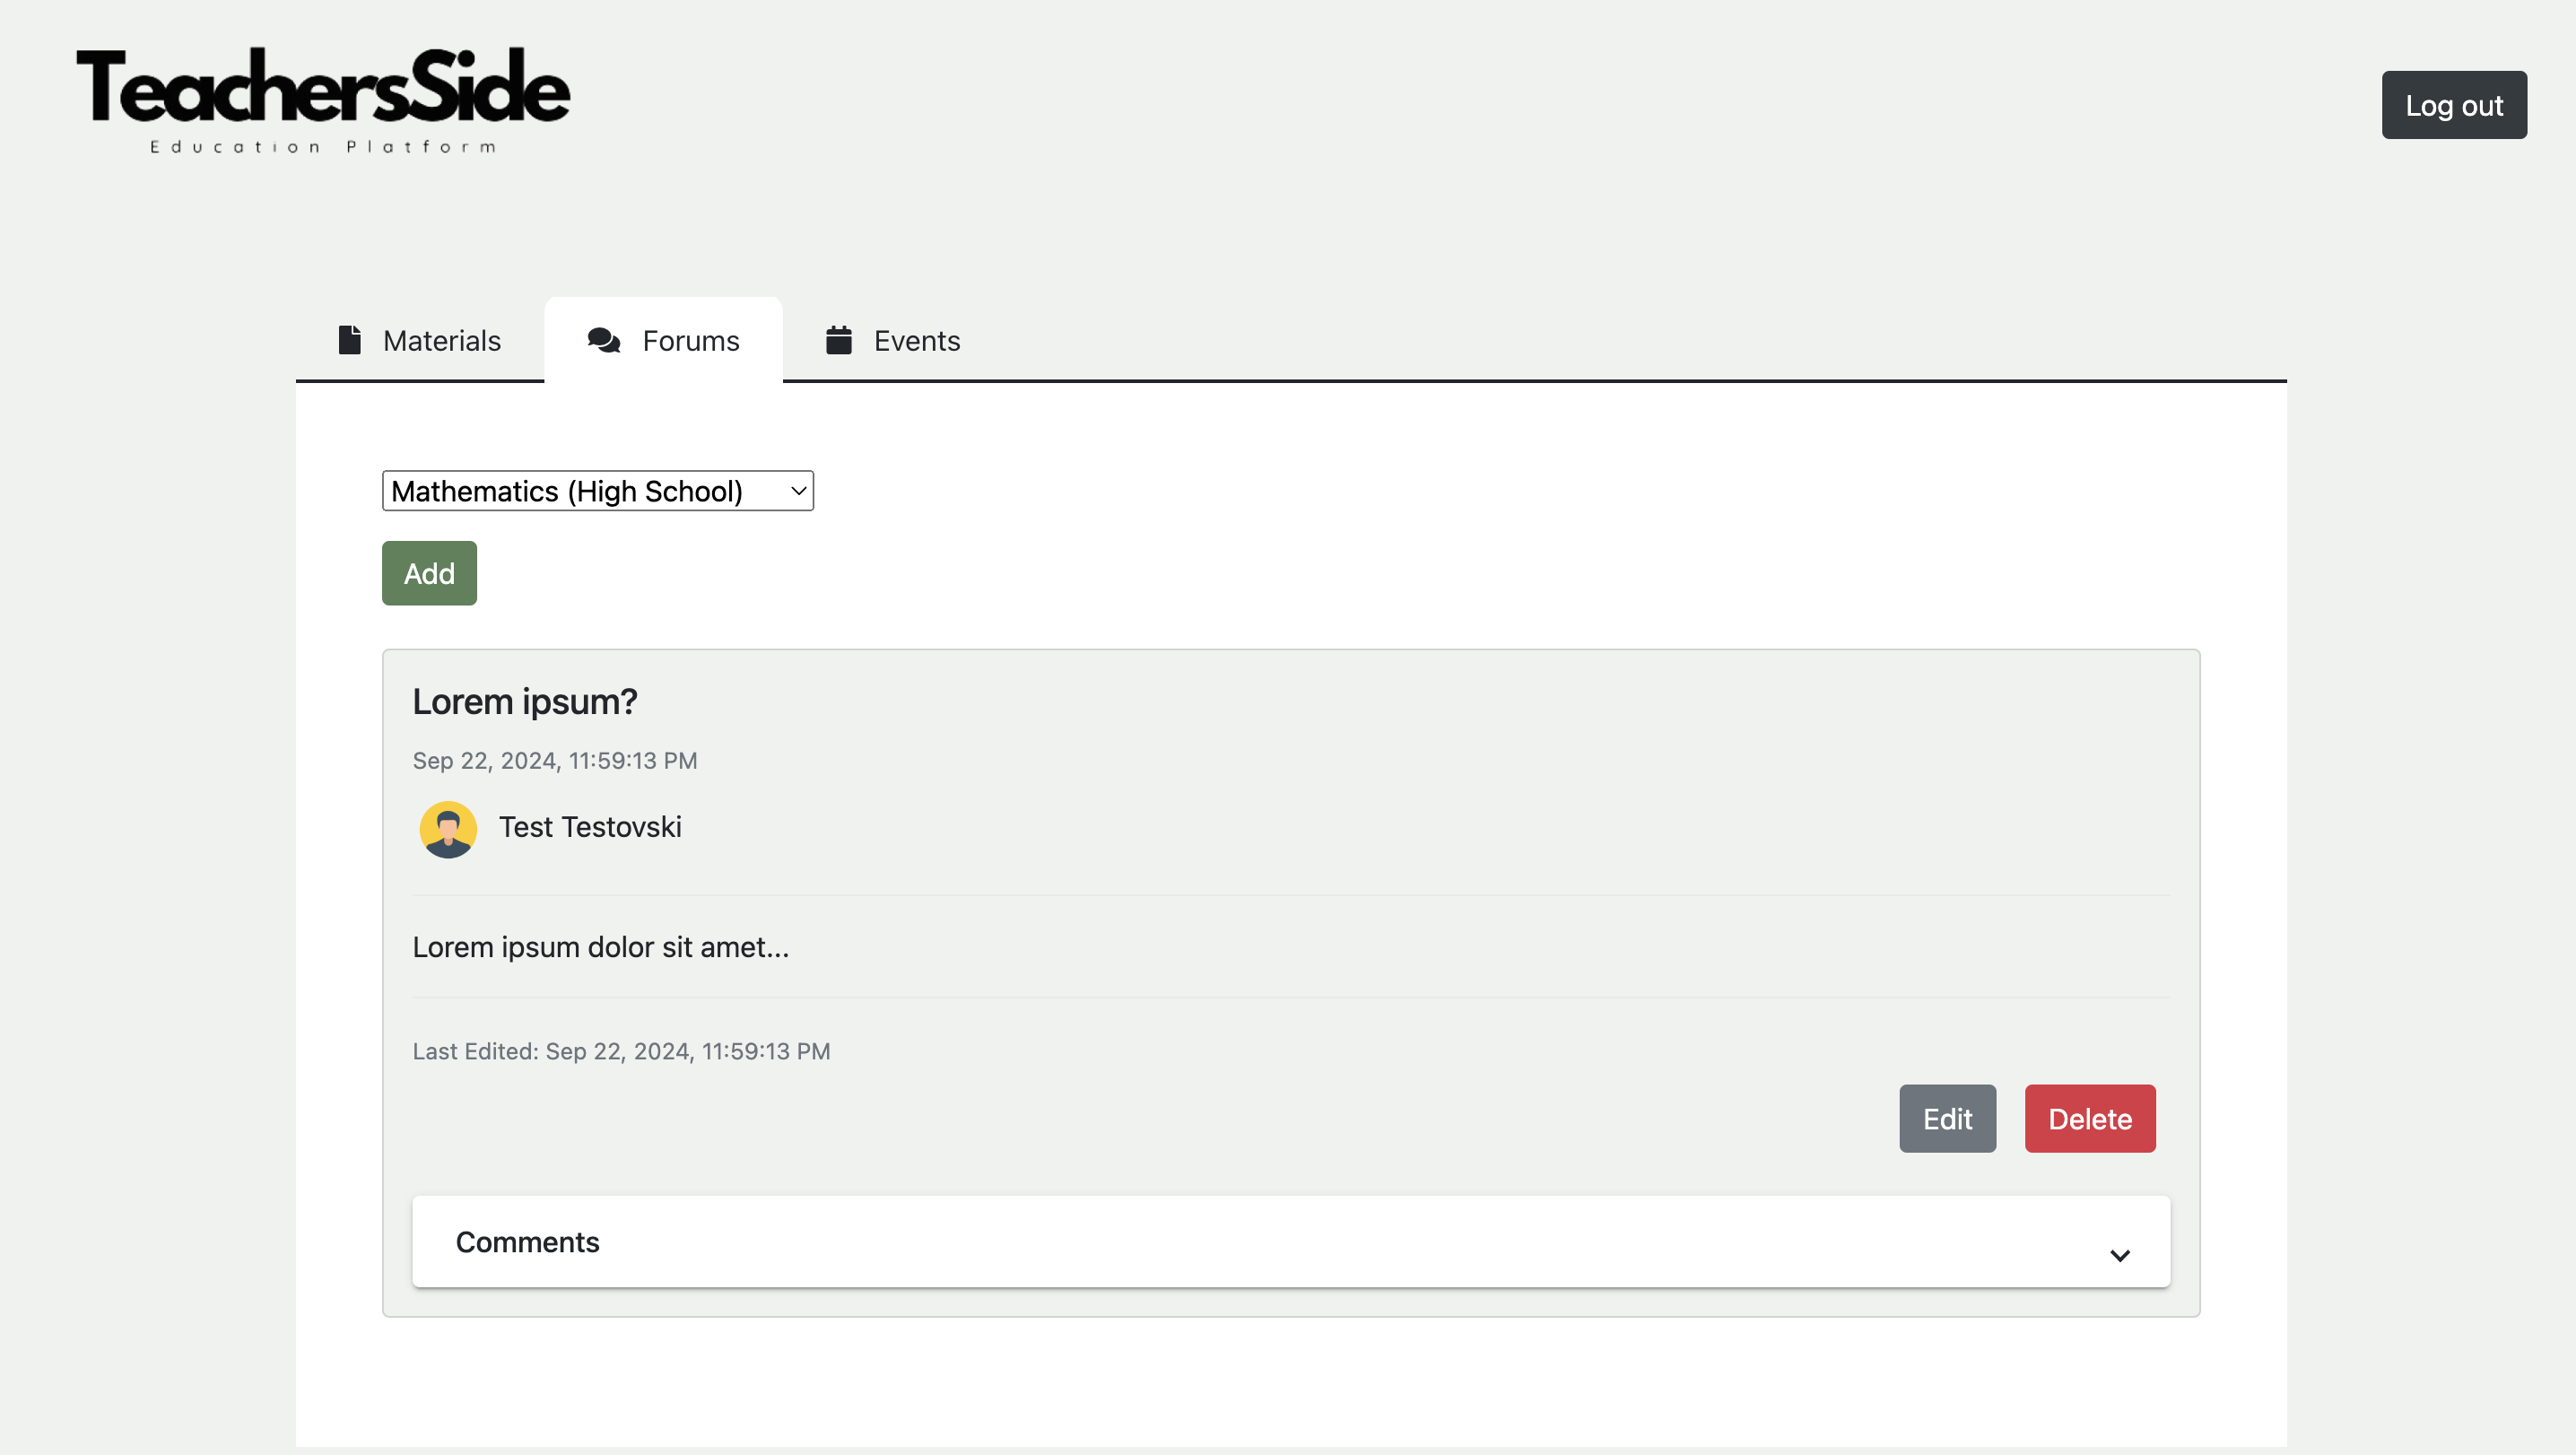 TeachersSide
Education Platform
Log out
Materials
Forums
Events
Mathematics (High School)
Add
Lorem ipsum?
Sep 22, 2024, 11:59:13 PM
Test Testovski
Lorem ipsum dolor sit amet...
Last Edited: Sep 22, 2024, 11:59:13 PM
Edit
Delete
Comments